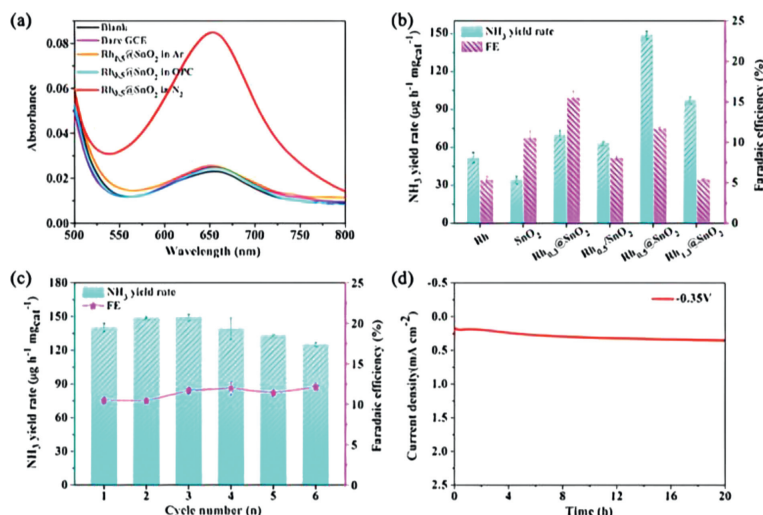 (a)
Blank
Bare GCE
Rh0.5@SnO2 in Ar
Rh0.5@SnO2 in OPC
Rh0.5@SnO2 in N2
Absorbance
0.08
0.06
0.04
0.02
0.00
500 550 600 650 700 750 800
Wavelength (nm)
(b)
NH3 yield rate
FE
NH3 yield rate (μg h-1 mgcat-1)
150
120
90
60
30
0
25
20
15
10
5
0
Faradaic efficiency (%)
Rh
SnO2
Rh0.3@SnO2
Rh0.5/SnO2
Rh0.5@SnO2
@SnO2
(c)
NH3 yield rate
FE
NH3 yield rate (μg h-1 mgcat-1)
180
150
120
90
60
30
0
25
20
15
10
5
0
Faradaic efficiency (%)
1 2 3 4 5 6
Cycle number (n)
(d)
-0.35V
Current density(mA cm-2)
-0.5
0.0
0.5
1.0
1.5
2.0
2.5
0 4 8 12 16 20
Time (h)